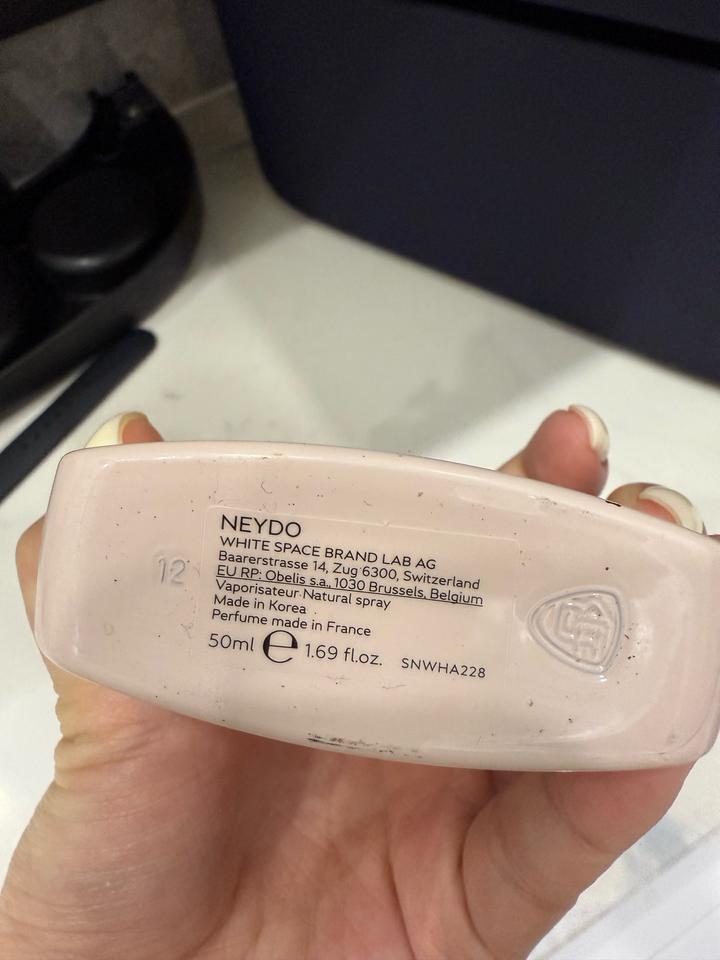 12
NEYDO
WHITE SPACE BRAND LAB AG
Baarerstrasse 14, Zug 6300, Switzerland
EU RP: Obelis s.a., 1030 Brussels, Belgium
Vaporisateur Natural spray
Made in Korea
Perfume made in France
50ml ℮ 1.69 fl.oz. SNWHA228